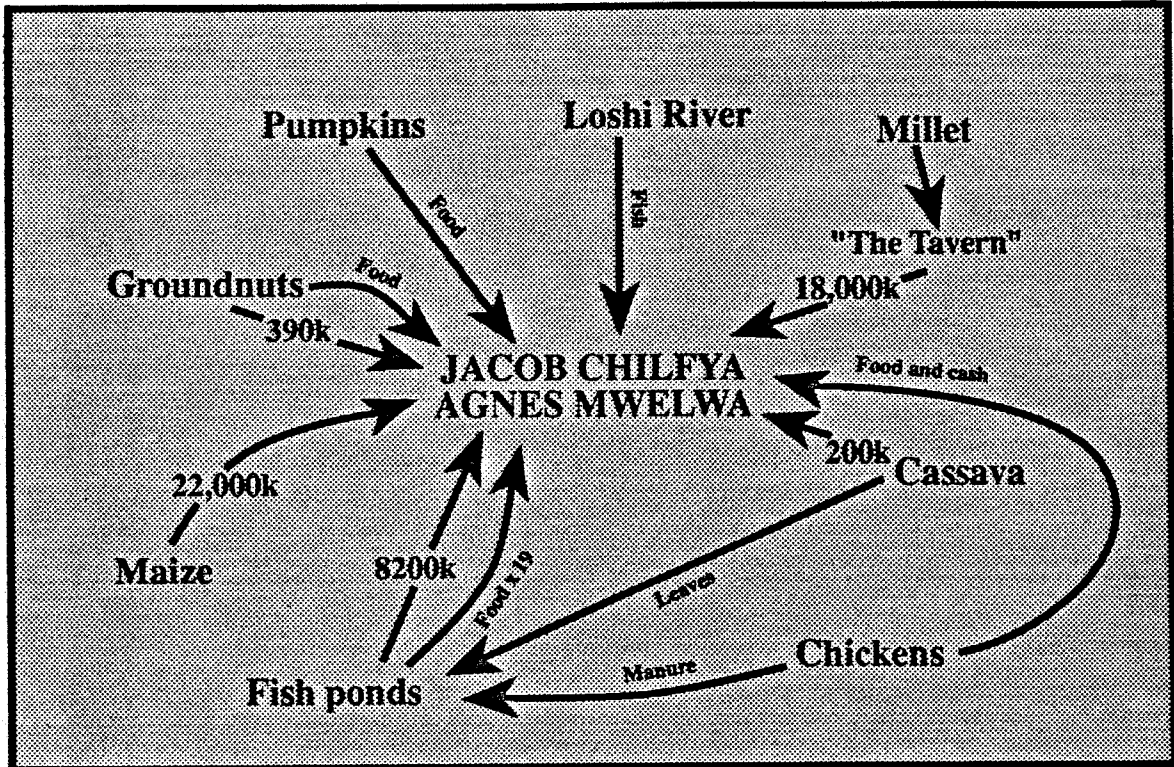 Pumpkins
Loshi River
Millet
Food
Fish
"The Tavern"
Groundnuts
Food
18,000k
390k
JACOB CHILFYA
AGNES MWELWA
Food and cash
200k
Cassava
22,000k
Maize
8200k
Food x 19
Leaves
Chickens
Manure
Fish ponds